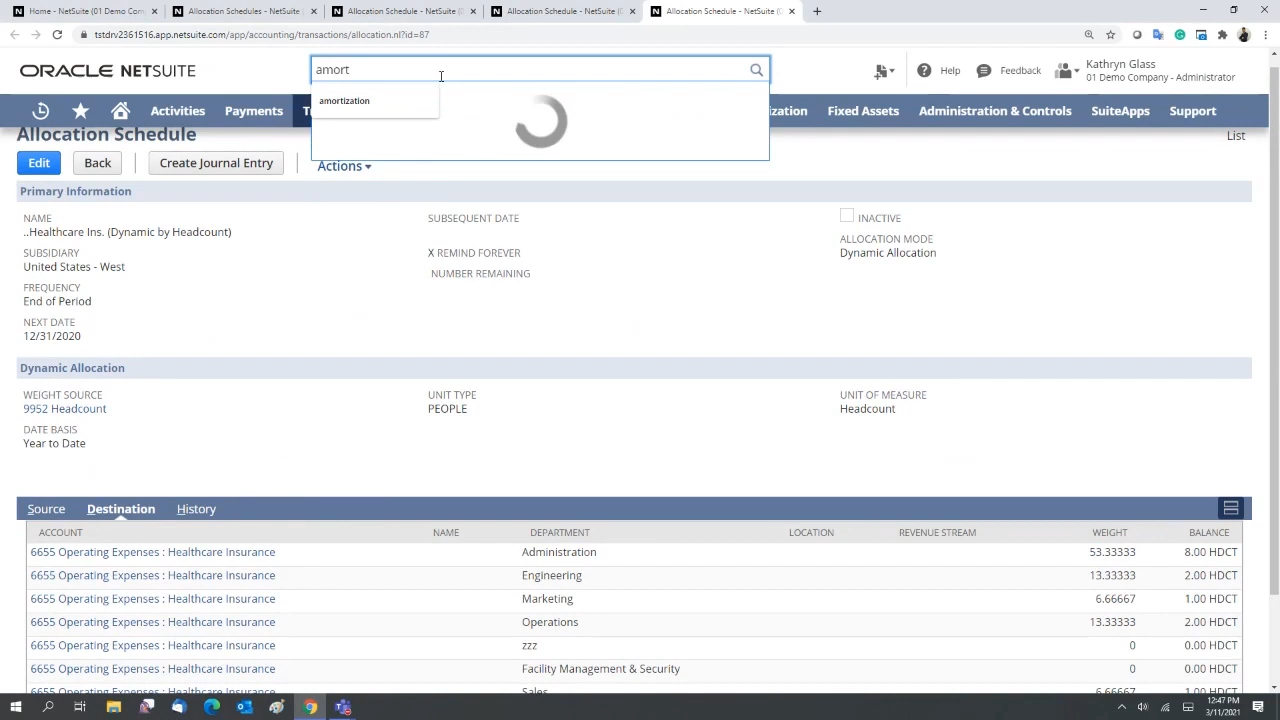 Home - NetSuite (01 Demo Com
Allocation Schedules - NetSuite
Allocation Schedule - NetSuite (0
Allocation Schedule - NetSuite (0
Allocation Schedule - NetSuite (0
tstdrv2361516.app.netsuite.com/app/accounting/transactions/allocation.nl?id=87
ORACLE NETSUITE
amort
Help
Feedback
Kathryn Glass
01 Demo Company - Administrator
amortization
Activities
Payments
Fixed Assets
Administration & Controls
SuiteApps
Support
Allocation Schedule
List
Edit
Back
Create Journal Entry
Actions
Primary Information
NAME
..Healthcare Ins. (Dynamic by Headcount)
SUBSIDIARY
United States - West
FREQUENCY
End of Period
NEXT DATE
12/31/2020
SUBSEQUENT DATE
X REMIND FOREVER
NUMBER REMAINING
INACTIVE
ALLOCATION MODE
Dynamic Allocation
Dynamic Allocation
WEIGHT SOURCE
9952 Headcount
DATE BASIS
Year to Date
UNIT TYPE
PEOPLE
UNIT OF MEASURE
Headcount
Source Destination History
ACCOUNT NAME DEPARTMENT LOCATION REVENUE STREAM WEIGHT BALANCE
6655 Operating Expenses : Healthcare Insurance Administration 53.33333 8.00 HDCT
6655 Operating Expenses : Healthcare Insurance Engineering 13.33333 2.00 HDCT
6655 Operating Expenses : Healthcare Insurance Marketing 6.66667 1.00 HDCT
6655 Operating Expenses : Healthcare Insurance Operations 13.33333 2.00 HDCT
6655 Operating Expenses : Healthcare Insurance zzz 0 0.00 HDCT
6655 Operating Expenses : Healthcare Insurance Facility Management & Security 0 0.00 HDCT
6655 Operating Expenses : Healthcare Insurance Sales 6.66667 1.00 HDCT
12:47 PM
3/11/2021